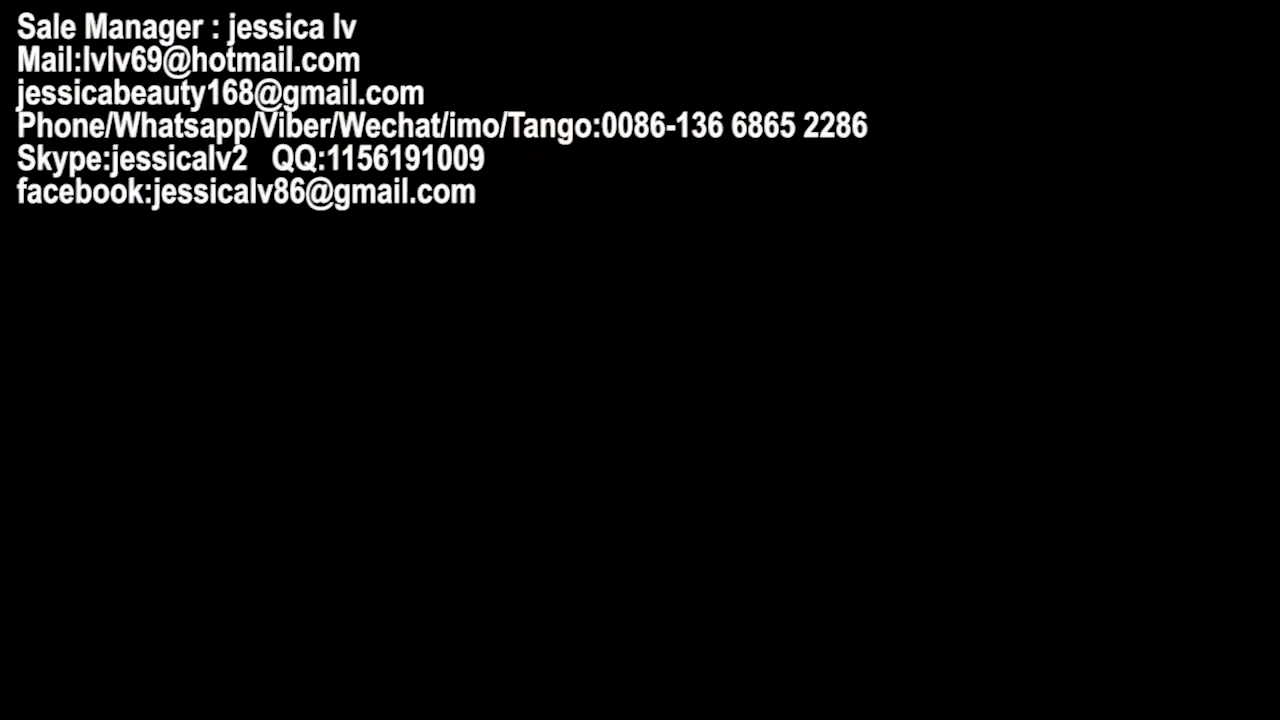 Sale Manager : jessica lv
Mail:lvlv69@hotmail.com
jessicabeauty168@gmail.com
Phone/Whatsapp/Viber/Wechat/imo/Tango:0086-136 6865 2286
Skype:jessicalv2   QQ:1156191009
facebook:jessicalv86@gmail.com